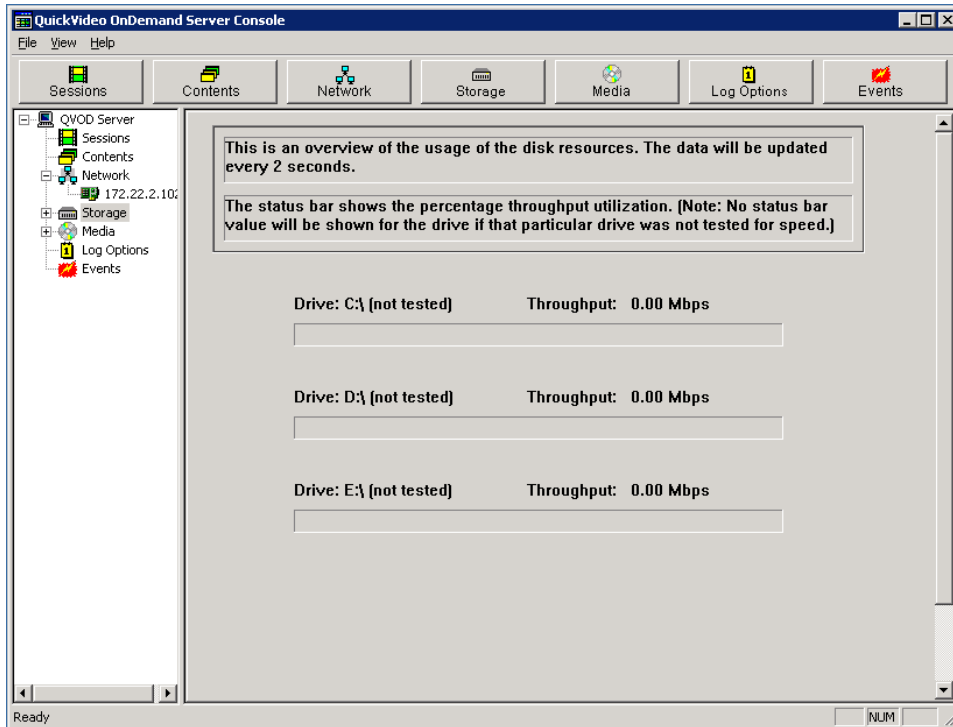 QuickVideo OnDemand Server Console
File View Help
Sessions Contents Network Storage Media Log Options Events
QVOD Server
Sessions
Contents
Network
172.22.2.102
Storage
Media
Log Options
Events
This is an overview of the usage of the disk resources. The data will be updated
every 2 seconds.
The status bar shows the percentage throughput utilization. (Note: No status bar
value will be shown for the drive if that particular drive was not tested for speed.)
Drive: C:\ (not tested) Throughput: 0.00 Mbps
Drive: D:\ (not tested) Throughput: 0.00 Mbps
Drive: E:\ (not tested) Throughput: 0.00 Mbps
Ready NUM